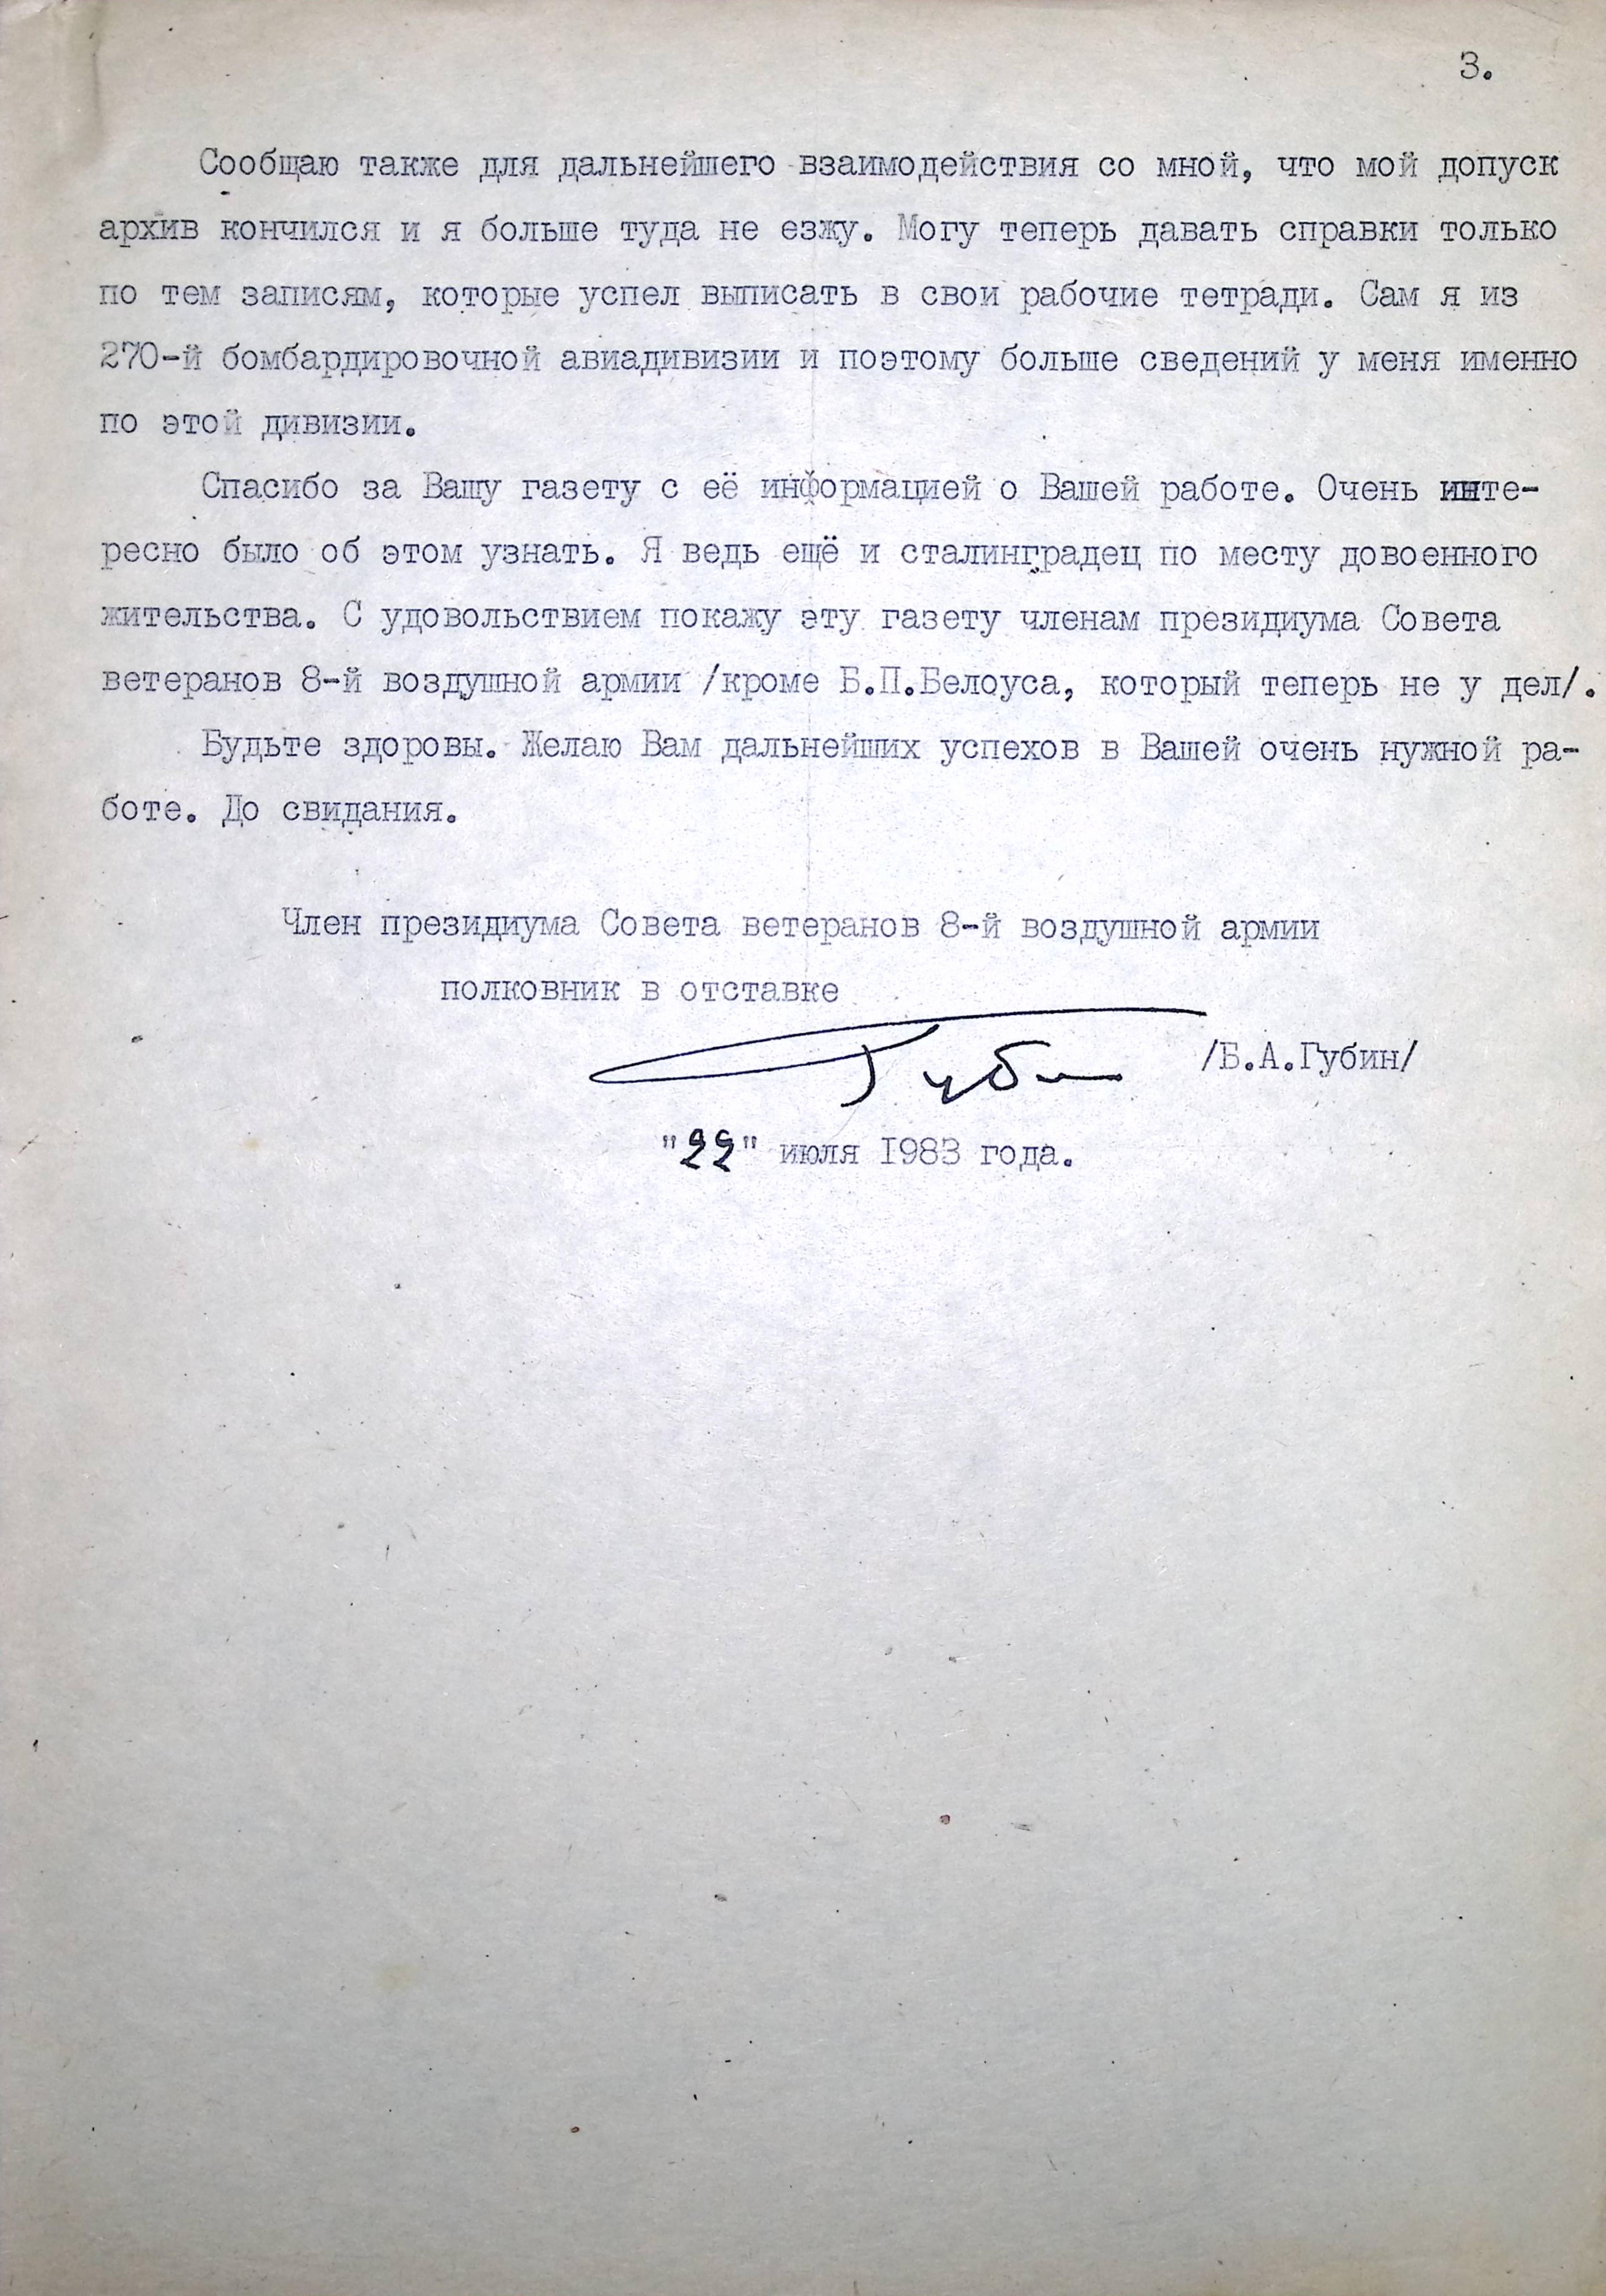 3.
Сообщаю также для дальнейшего взаимодействия со мной, что мой допуск
архив кончился и я больше туда не езжу. Могу теперь давать справки только
по тем записям, которые успел выписать в свои рабочие тетради. Сам я из
270-й бомбардировочной авиадивизии и поэтому больше сведений у меня именно
по этой дивизии.
Спасибо за Вашу газету с её информацией о Вашей работе. Очень инте-
ресно было об этом узнать. Я ведь ещё и сталинградец по месту довоенного
жительства. С удовольствием покажу эту газету членам президиума Совета
ветеранов 8-й воздушной армии /кроме Б.П.Белоуса, который теперь не у дел/.
Будьте здоровы. Желаю Вам дальнейших успехов в Вашей очень нужной ра-
боте. До свидания.
Член президиума Совета ветеранов 8-й воздушной армии
полковник в отставке
Губин /Б.А.Губин/
"22" июля 1983 года.